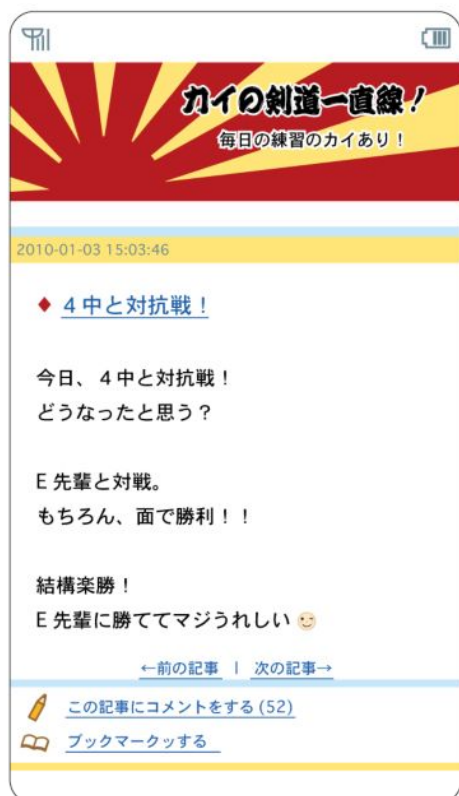 カイの剣道一直線！
毎日の練習のカイあり！
2010-01-03 15:03:46
♦ ４中と対抗戦！
今日、４中と対抗戦！
どうなったと思う？
E 先輩と対戦。
もちろん、面で勝利！！
結構楽勝！
E 先輩に勝ててマジうれしい
←前の記事 | 次の記事→
この記事にコメントをする (52)
ブックマークッする